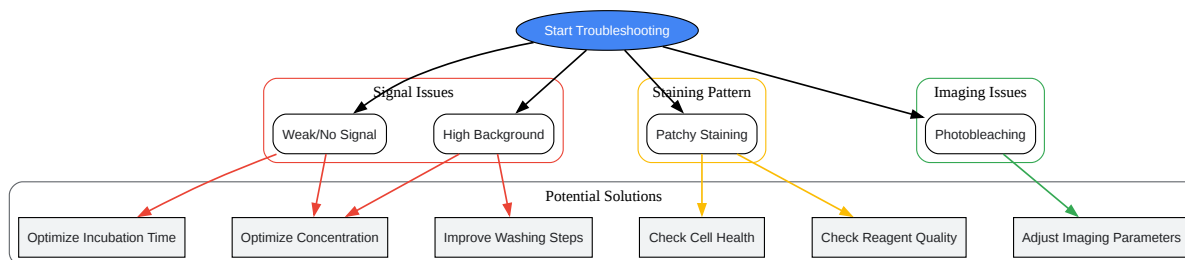 Start Troubleshooting
Signal Issues
Staining Pattern
Imaging Issues
Weak/No Signal
High Background
Patchy Staining
Photobleaching
Potential Solutions
Optimize Incubation Time
Optimize Concentration
Improve Washing Steps
Check Cell Health
Check Reagent Quality
Adjust Imaging Parameters